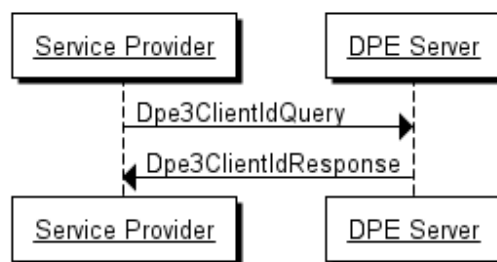 Service Provider
DPE Server
Dpe3ClientIdQuery
Dpe3ClientIdResponse
Service Provider
DPE Server